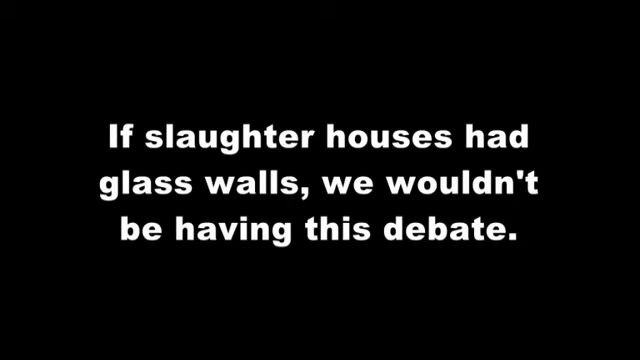 If slaughter houses had
glass walls, we wouldn't
be having this debate.